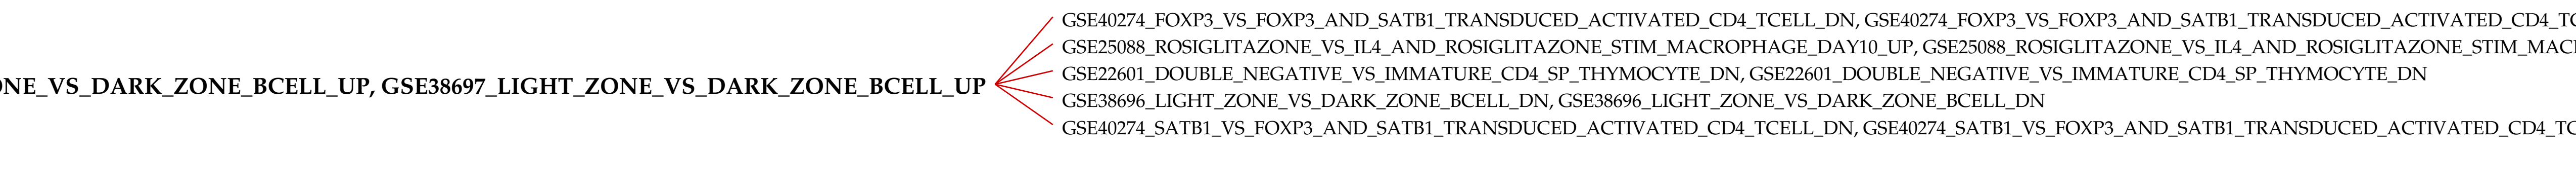 GSE40274_FOXP3_VS_FOXP3_AND_SATB1_TRANSDUCED_ACTIVATED_CD4_TCELL_DN, GSE40274_FOXP3_VS_FOXP3_AND_SATB1_TRANSDUCED_ACTIVATED_CD4_TC
GSE25088_ROSIGLITAZONE_VS_IL4_AND_ROSIGLITAZONE_STIM_MACROPHAGE_DAY10_UP, GSE25088_ROSIGLITAZONE_VS_IL4_AND_ROSIGLITAZONE_STIM_MAC
GSE22601_DOUBLE_NEGATIVE_VS_IMMATURE_CD4_SP_THYMOCYTE_DN, GSE22601_DOUBLE_NEGATIVE_VS_IMMATURE_CD4_SP_THYMOCYTE_DN
ONE_VS_DARK_ZONE_BCELL_UP, GSE38697_LIGHT_ZONE_VS_DARK_ZONE_BCELL_UP
GSE38696_LIGHT_ZONE_VS_DARK_ZONE_BCELL_DN, GSE38696_LIGHT_ZONE_VS_DARK_ZONE_BCELL_DN
GSE40274_SATB1_VS_FOXP3_AND_SATB1_TRANSDUCED_ACTIVATED_CD4_TCELL_DN, GSE40274_SATB1_VS_FOXP3_AND_SATB1_TRANSDUCED_ACTIVATED_CD4_TC